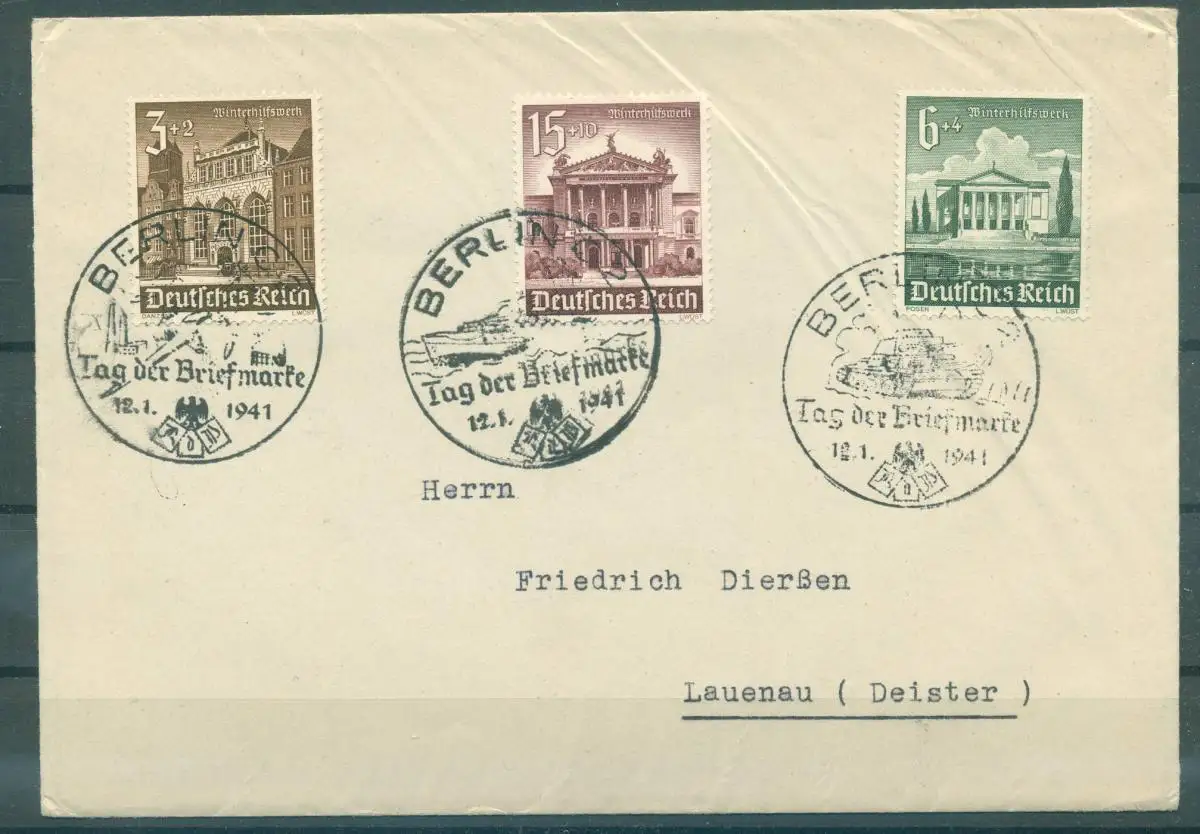 3+2 Winterhilfswerk
Deutsches Reich
DANZIG L.WÜST
15+10 Winterhilfswerk
Deutsches Reich
L.WÜST
6+4 Winterhilfswerk
Deutsches Reich
POSEN L.WÜST
BERLIN
Tag der Briefmarke
12.1. 1941
BERLIN
Tag der Briefmarke
12.1. 1941
BERLIN
Tag der Briefmarke
12.1. 1941
Herrn
Friedrich Dierßen
Lauenau ( Deister )